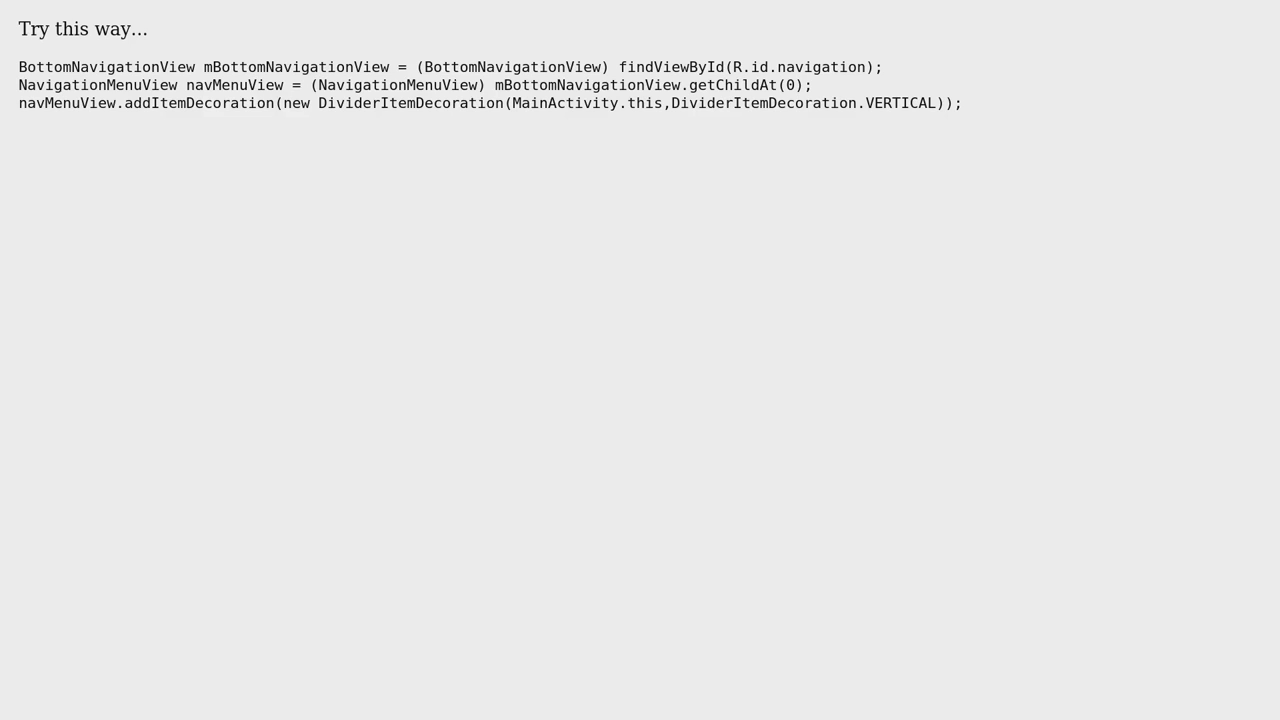 Try this way...
BottomNavigationView mBottomNavigationView = (BottomNavigationView) findViewById(R.id.navigation);
NavigationMenuView navMenuView = (NavigationMenuView) mBottomNavigationView.getChildAt(0);
navMenuView.addItemDecoration(new DividerItemDecoration(MainActivity.this,DividerItemDecoration.VERTICAL));